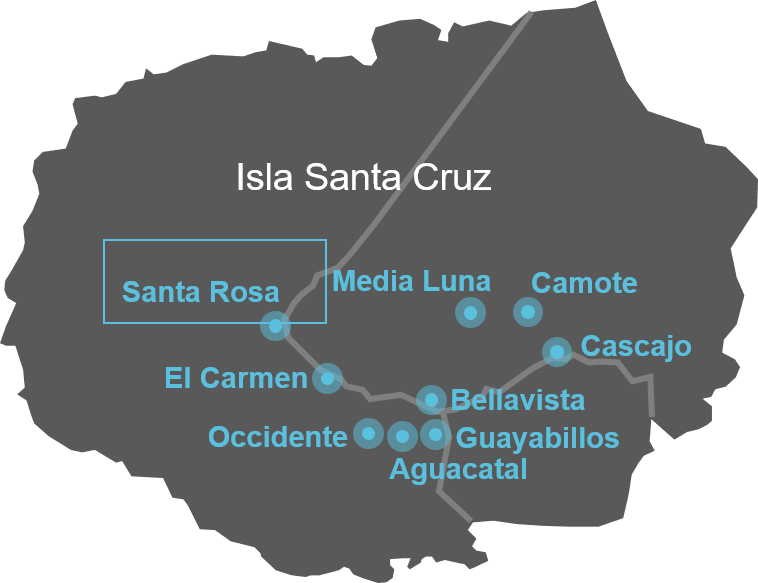 Isla Santa Cruz
Media Luna
Camote
Santa Rosa
Cascajo
El Carmen
Bellavista
Occidente
Guayabillos
Aguacatal